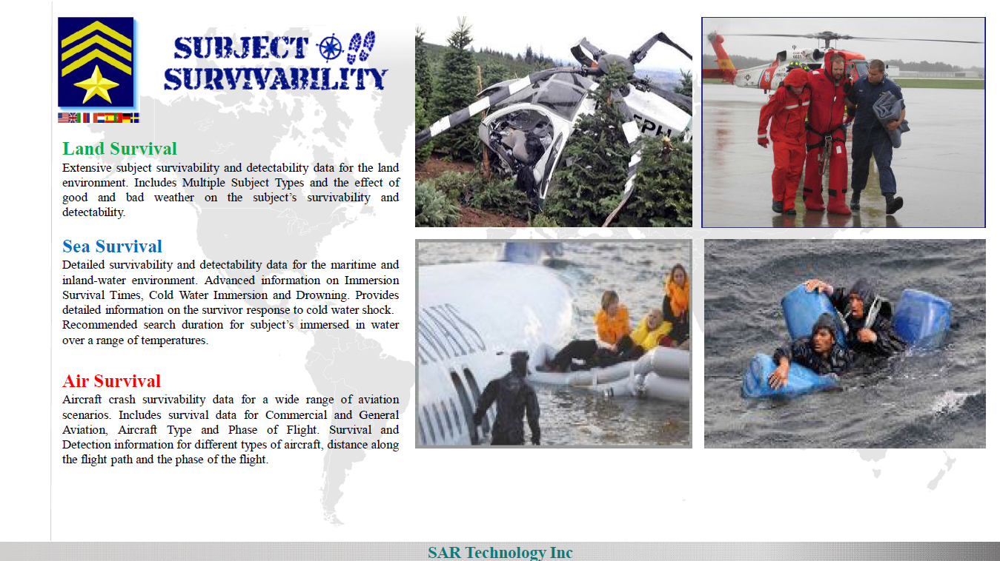 SUBJECT
SURVIVABILITY
Land Survival
Extensive subject survivability and detectability data for the land
environment. Includes Multiple Subject Types and the effect of
good and bad weather on the subject’s survivability and
detectability.
Sea Survival
Detailed survivability and detectability data for the maritime and
inland-water environment. Advanced information on Immersion
Survival Times, Cold Water Immersion and Drowning. Provides
detailed information on the survivor response to cold water shock.
Recommended search duration for subject’s immersed in water
over a range of temperatures.
Air Survival
Aircraft crash survivability data for a wide range of aviation
scenarios. Includes survival data for Commercial and General
Aviation, Aircraft Type and Phase of Flight. Survival and
Detection information for different types of aircraft, distance along
the flight path and the phase of the flight.
EPH
SAR Technology Inc